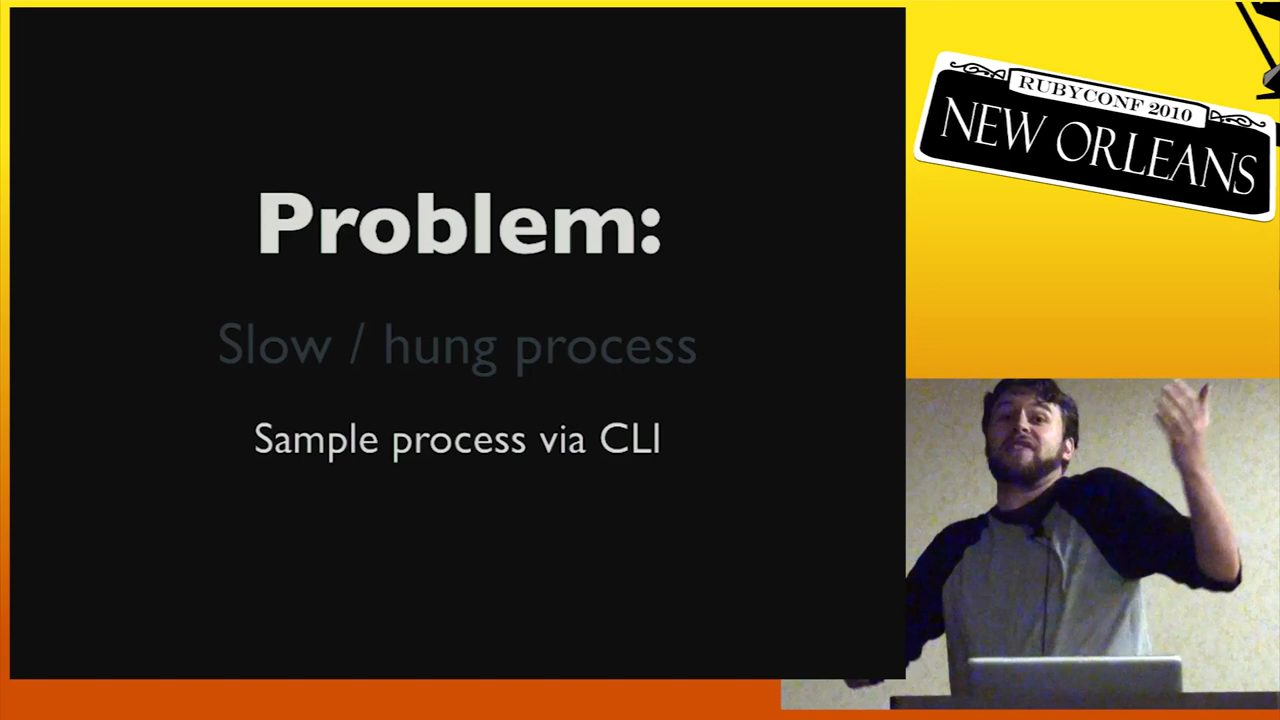 Problem:
Slow / hung process
Sample process via CLI
RUBYCONF 2010
NEW ORLEANS